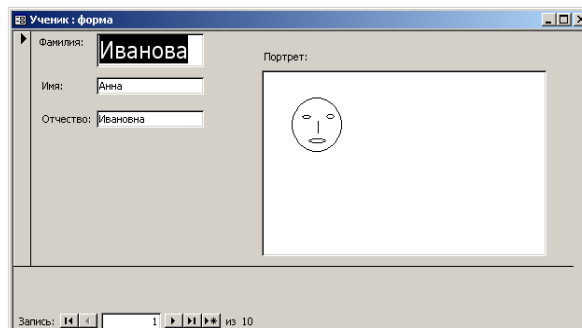 Ученик : форма
Фамилия: Иванова
Портрет:
Имя: Анна
Отчество: Ивановна
Запись: 1 из 10